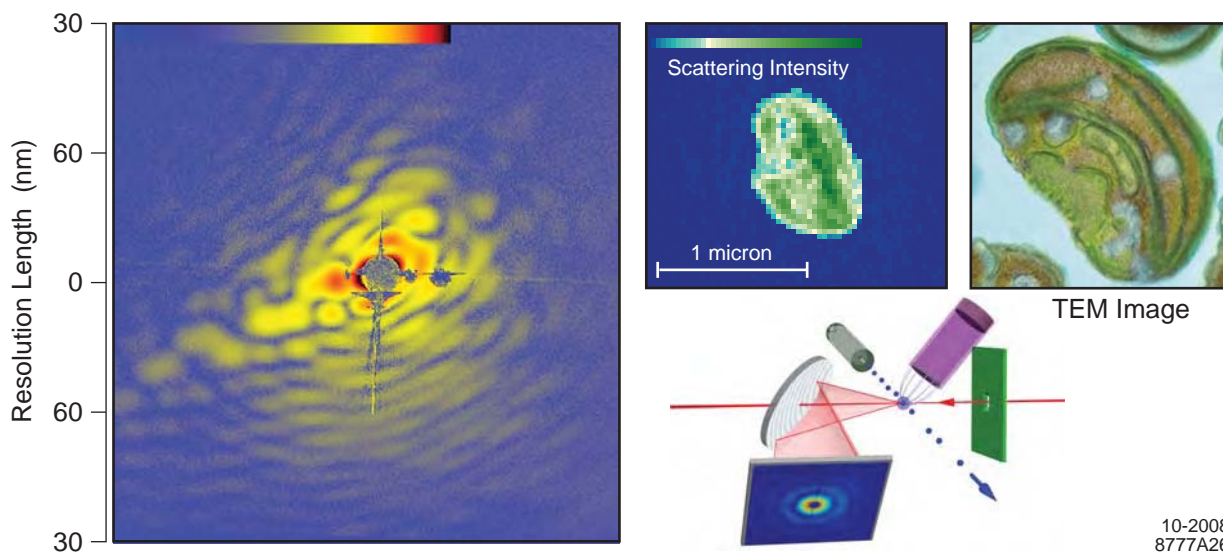 30
60
0
60
30
Resolution Length (nm)
Scattering Intensity
1 micron
TEM Image
10-2008
8777A26